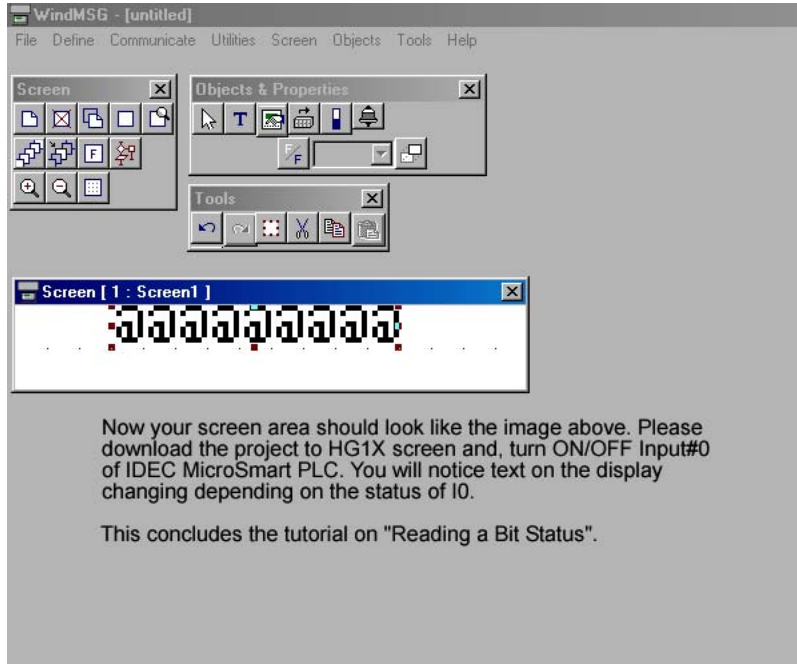 WindMSG - [untitled]
File Define Communicate Utilities Screen Objects Tools Help
Screen
Objects & Properties
T
F
F/F
Tools
Screen [ 1 : Screen1 ]
@@@@@@@@@
Now your screen area should look like the image above. Please
download the project to HG1X screen and, turn ON/OFF Input#0
of IDEC MicroSmart PLC. You will notice text on the display
changing depending on the status of I0.
This concludes the tutorial on "Reading a Bit Status".